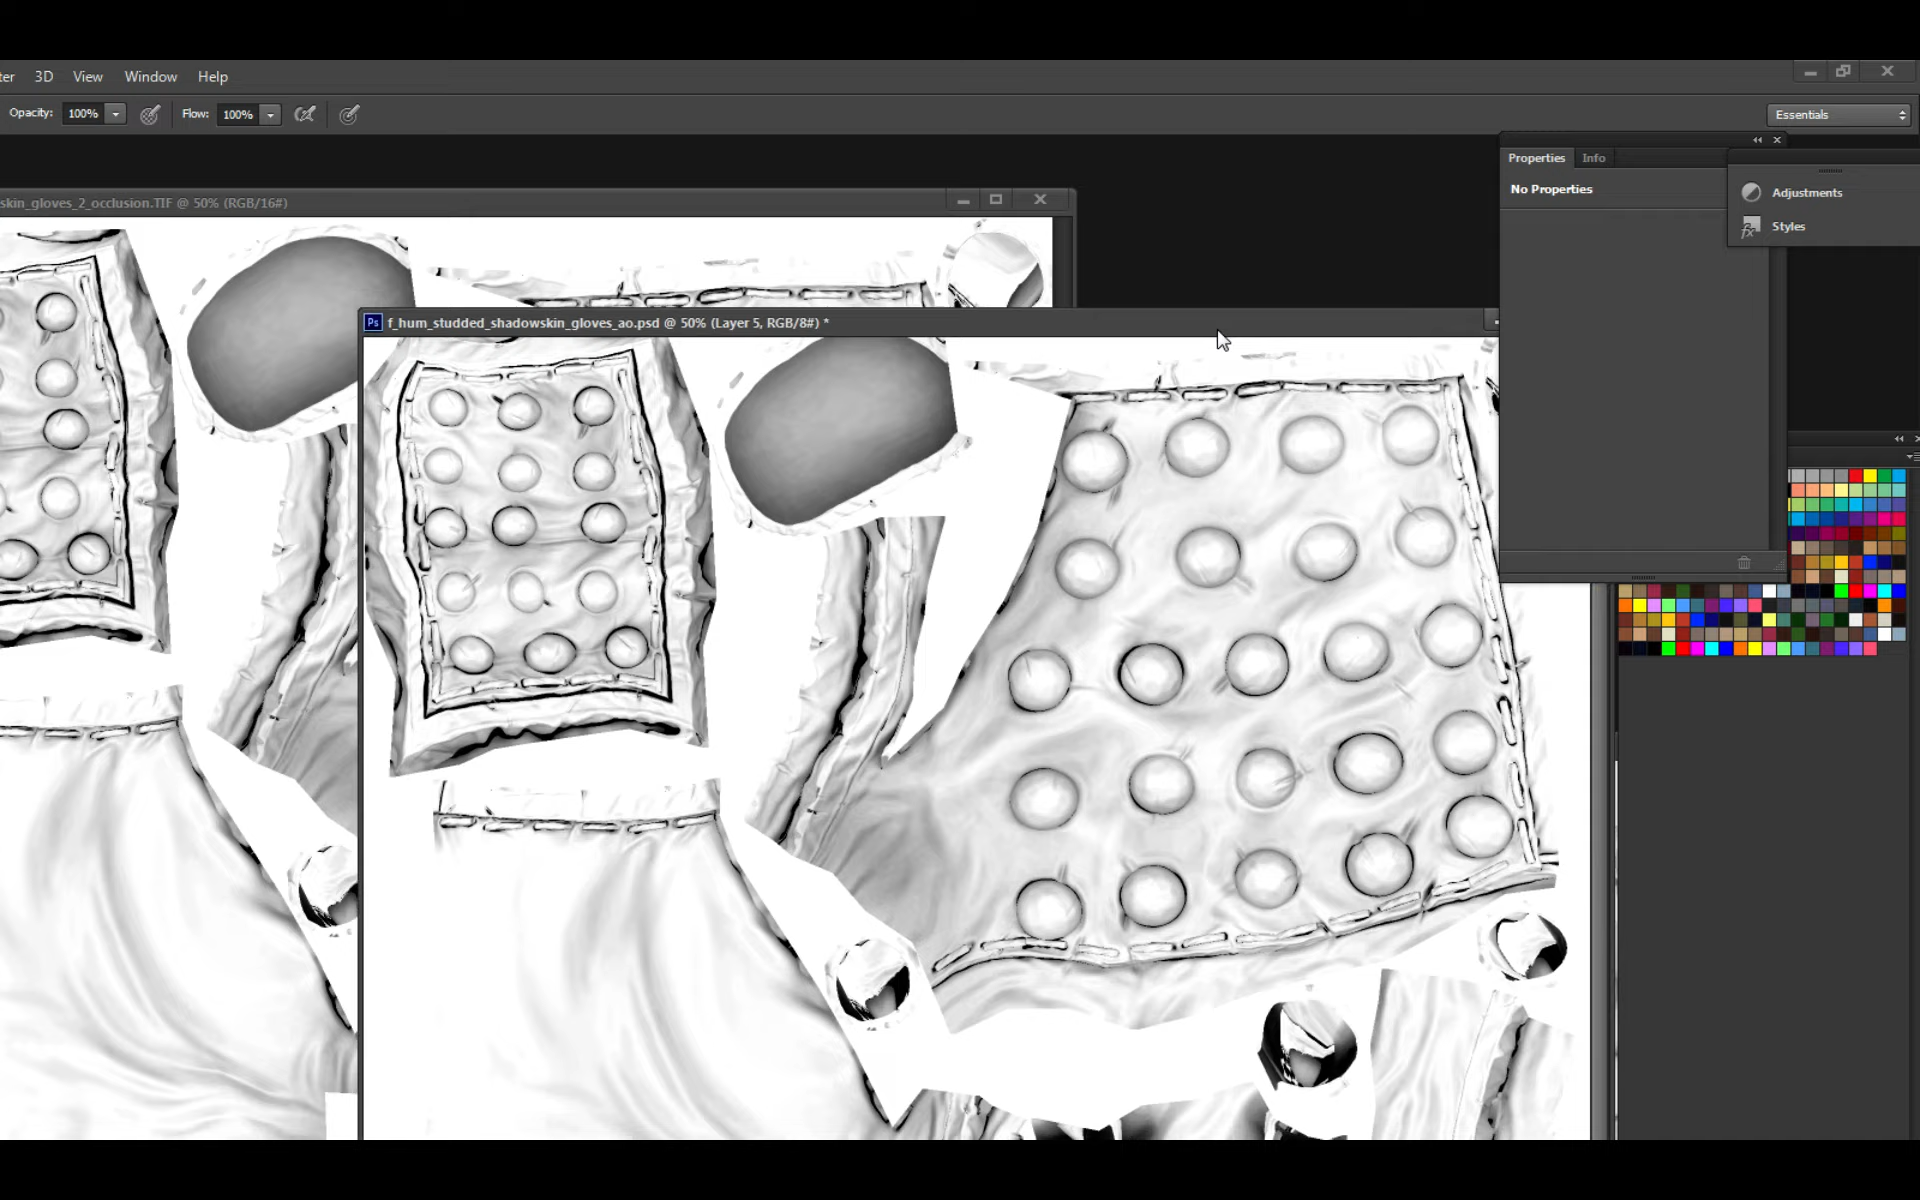 ter 3D View Window Help
Opacity: 100% Flow: 100% Essentials
Properties Info
No Properties
Adjustments
Styles
skin_gloves_2_occlusion.TIF @ 50% (RGB/16#)
Ps f_hum_studded_shadowskin_gloves_ao.psd @ 50% (Layer 5, RGB/8#) *